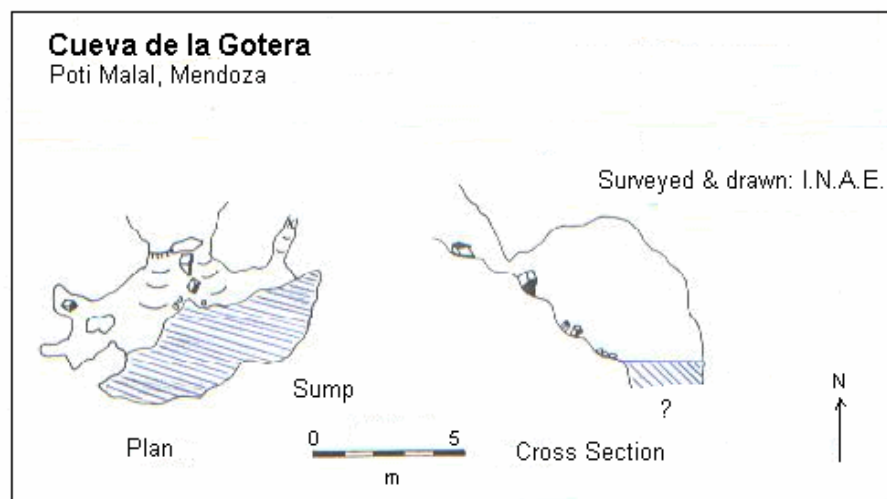 Cueva de la Gotera
Poti Malal, Mendoza
Surveyed & drawn: I.N.A.E.
Sump
?
N
Plan
0 5
m
Cross Section